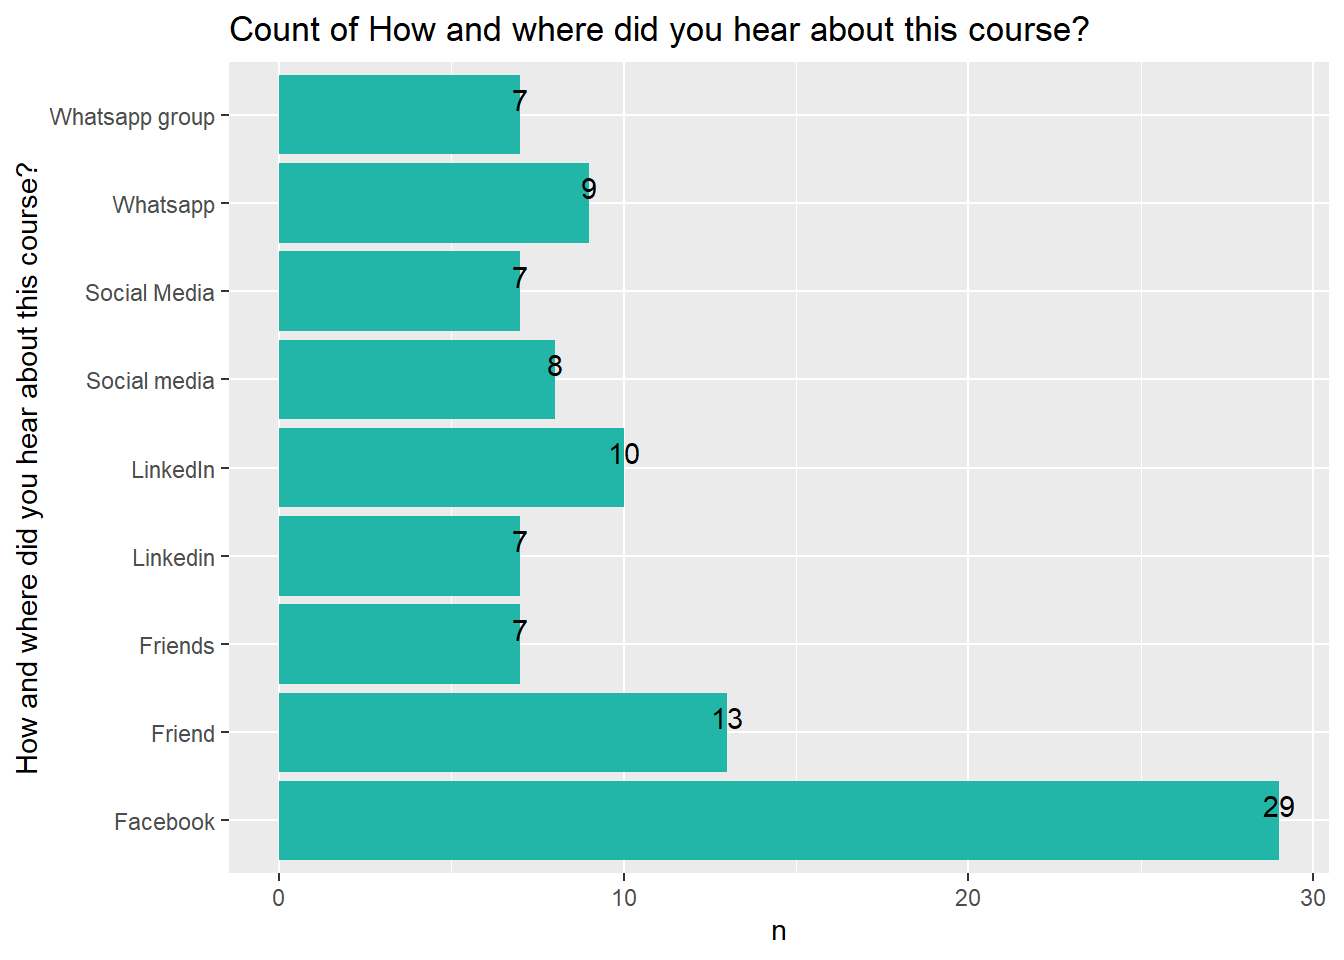 Count of How and where did you hear about this course?
How and where did you hear about this course?
Whatsapp group
7
Whatsapp
9
Social Media
7
Social media
8
LinkedIn
10
Linkedin
7
Friends
7
Friend
13
Facebook
29
0
10
20
30
n